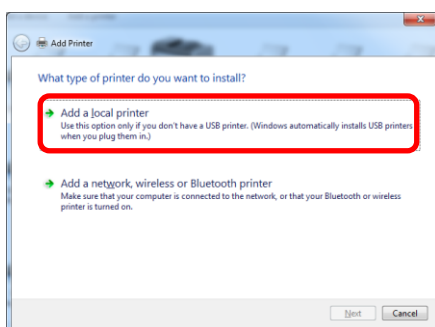 Add Printer
What type of printer do you want to install?
Add a local printer
Use this option only if you don't have a USB printer. (Windows automatically installs USB printers
when you plug them in.)
Add a network, wireless or Bluetooth printer
Make sure that your computer is connected to the network, or that your Bluetooth or wireless
printer is turned on.
Next Cancel